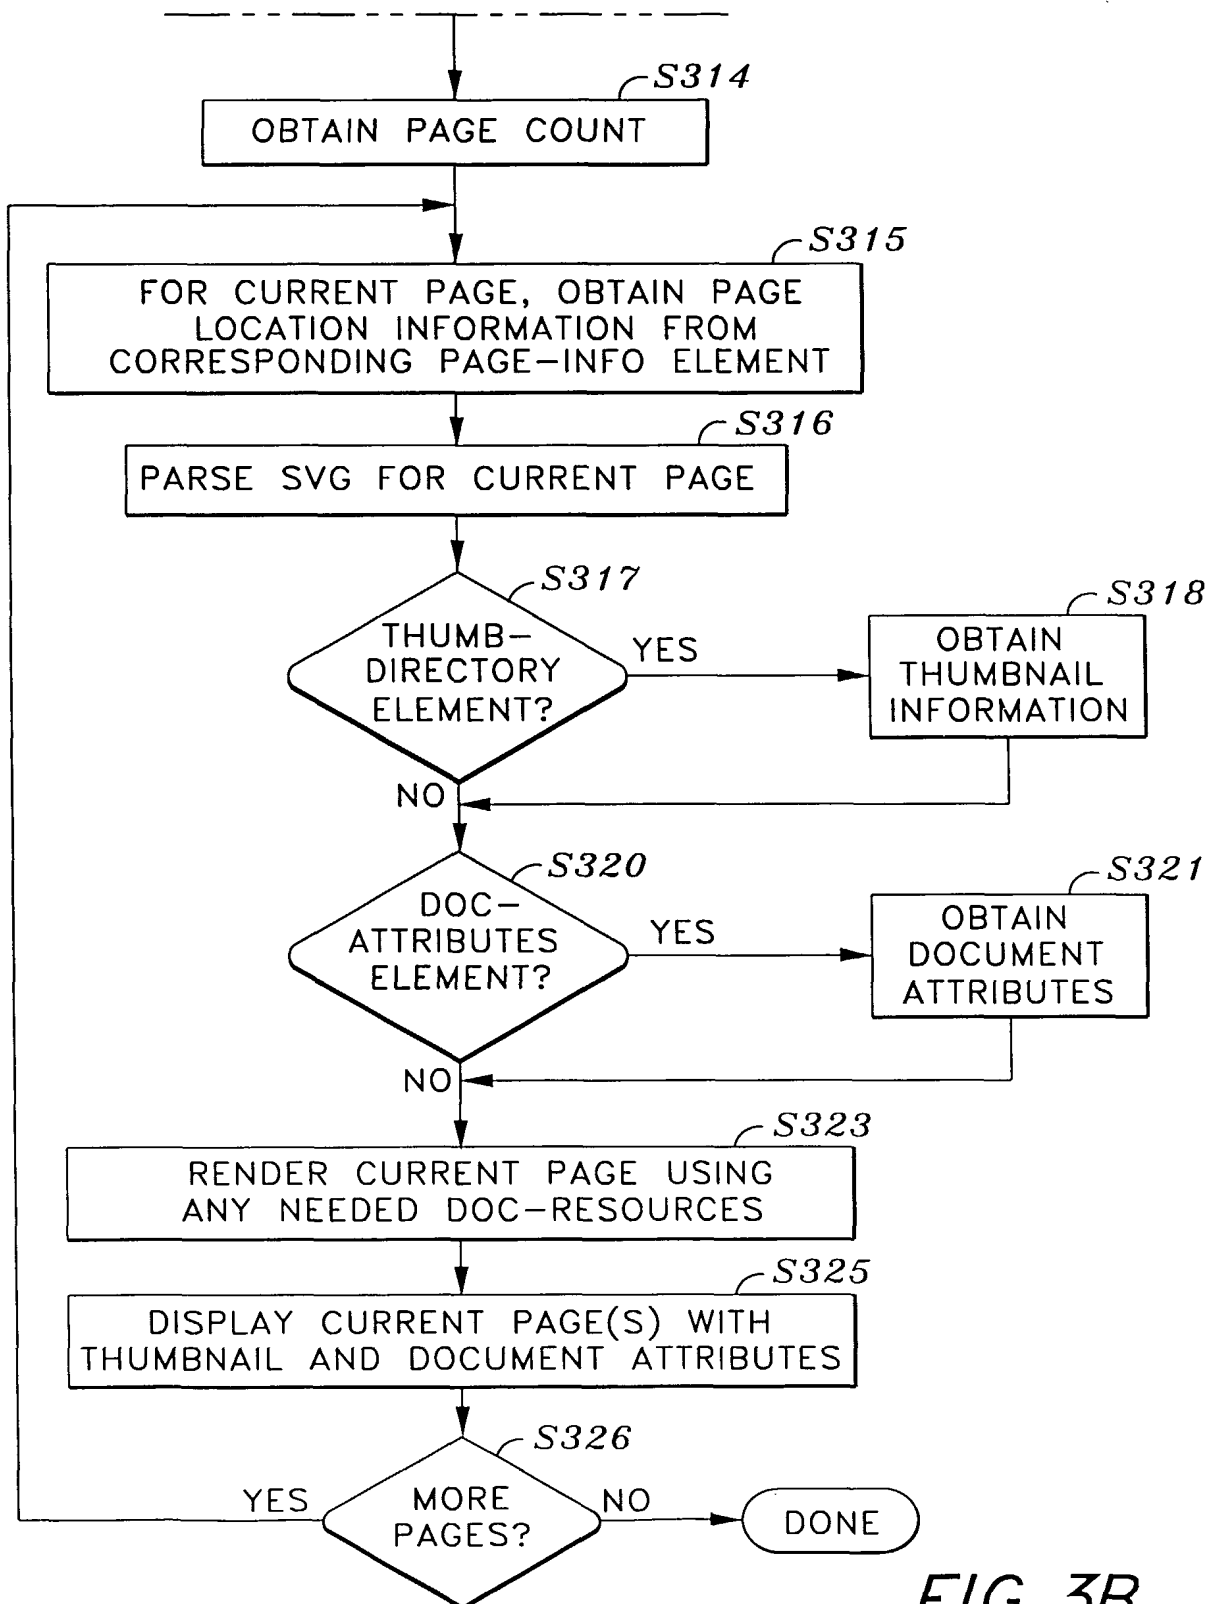 S314
OBTAIN PAGE COUNT
S315
FOR CURRENT PAGE, OBTAIN PAGE
LOCATION INFORMATION FROM
CORRESPONDING PAGE-INFO ELEMENT
S316
PARSE SVG FOR CURRENT PAGE
S317
THUMB-
DIRECTORY
ELEMENT?
YES
S318
OBTAIN
THUMBNAIL
INFORMATION
NO
S320
DOC-
ATTRIBUTES
ELEMENT?
YES
S321
OBTAIN
DOCUMENT
ATTRIBUTES
NO
S323
RENDER CURRENT PAGE USING
ANY NEEDED DOC-RESOURCES
S325
DISPLAY CURRENT PAGE(S) WITH
THUMBNAIL AND DOCUMENT ATTRIBUTES
S326
YES
MORE
PAGES?
NO
DONE
FIG. 3B